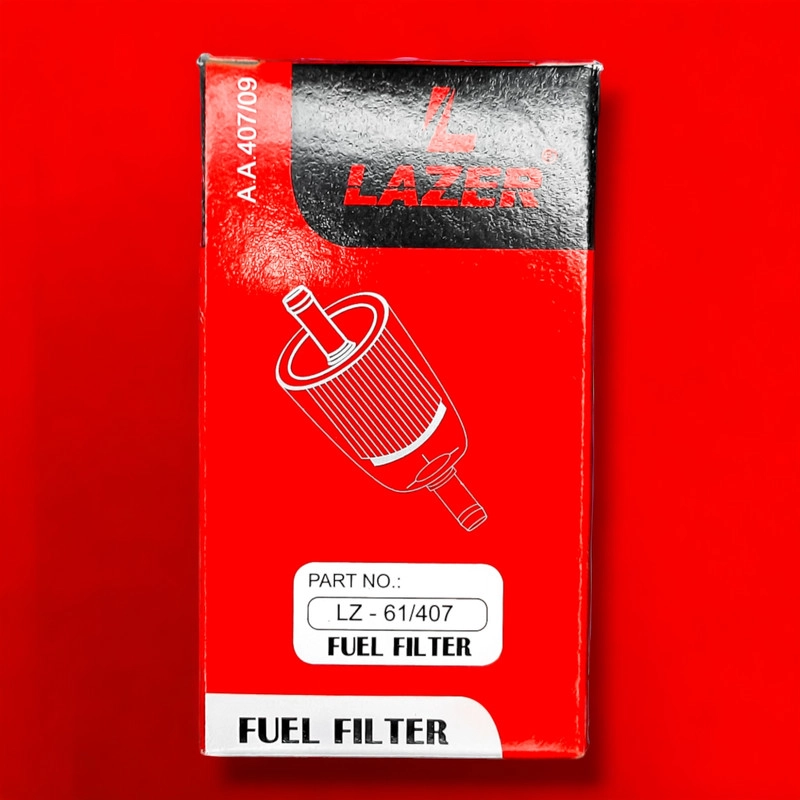 A.A.407/09
L
LAZER®
PART NO.:
LZ - 61/407
FUEL FILTER
FUEL FILTER